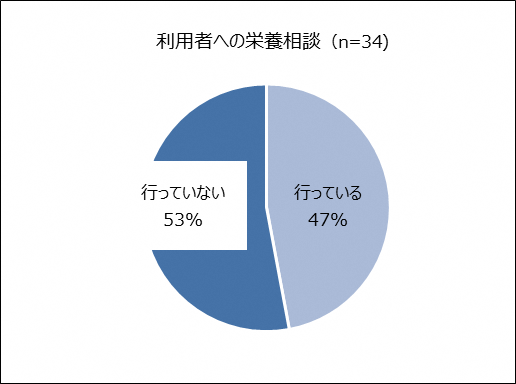 利用者への栄養相談（n=34)
行っていない
53%
行っている
47%